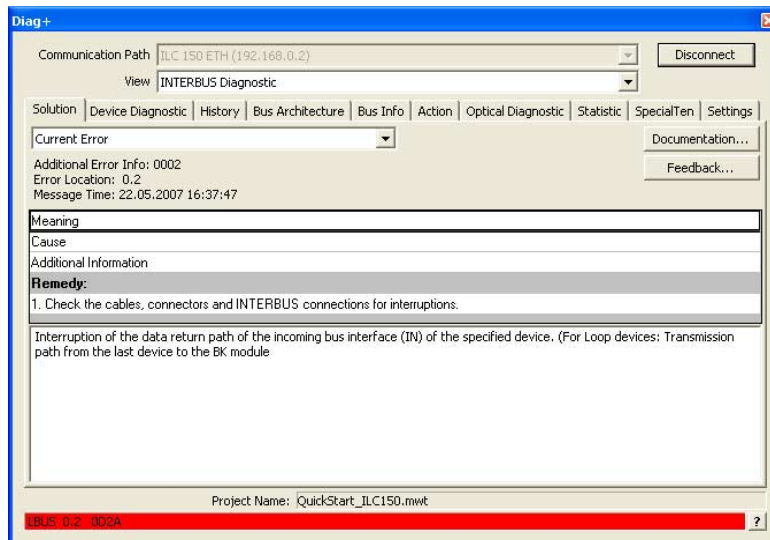 Diag+
Communication Path ILC 150 ETH (192.168.0.2) Disconnect
View INTERBUS Diagnostic
Solution Device Diagnostic History Bus Architecture Bus Info Action Optical Diagnostic Statistic SpecialTen Settings
Current Error Documentation...
Additional Error Info: 0002
Feedback...
Error Location: 0.2
Message Time: 22.05.2007 16:37:47
Meaning
Cause
Additional Information
Remedy:
1. Check the cables, connectors and INTERBUS connections for interruptions.
Interruption of the data return path of the incoming bus interface (IN) of the specified device. (For Loop devices: Transmission
path from the last device to the BK module
Project Name: QuickStart_ILC150.mwt
LBUS 0.2 0D2A ?